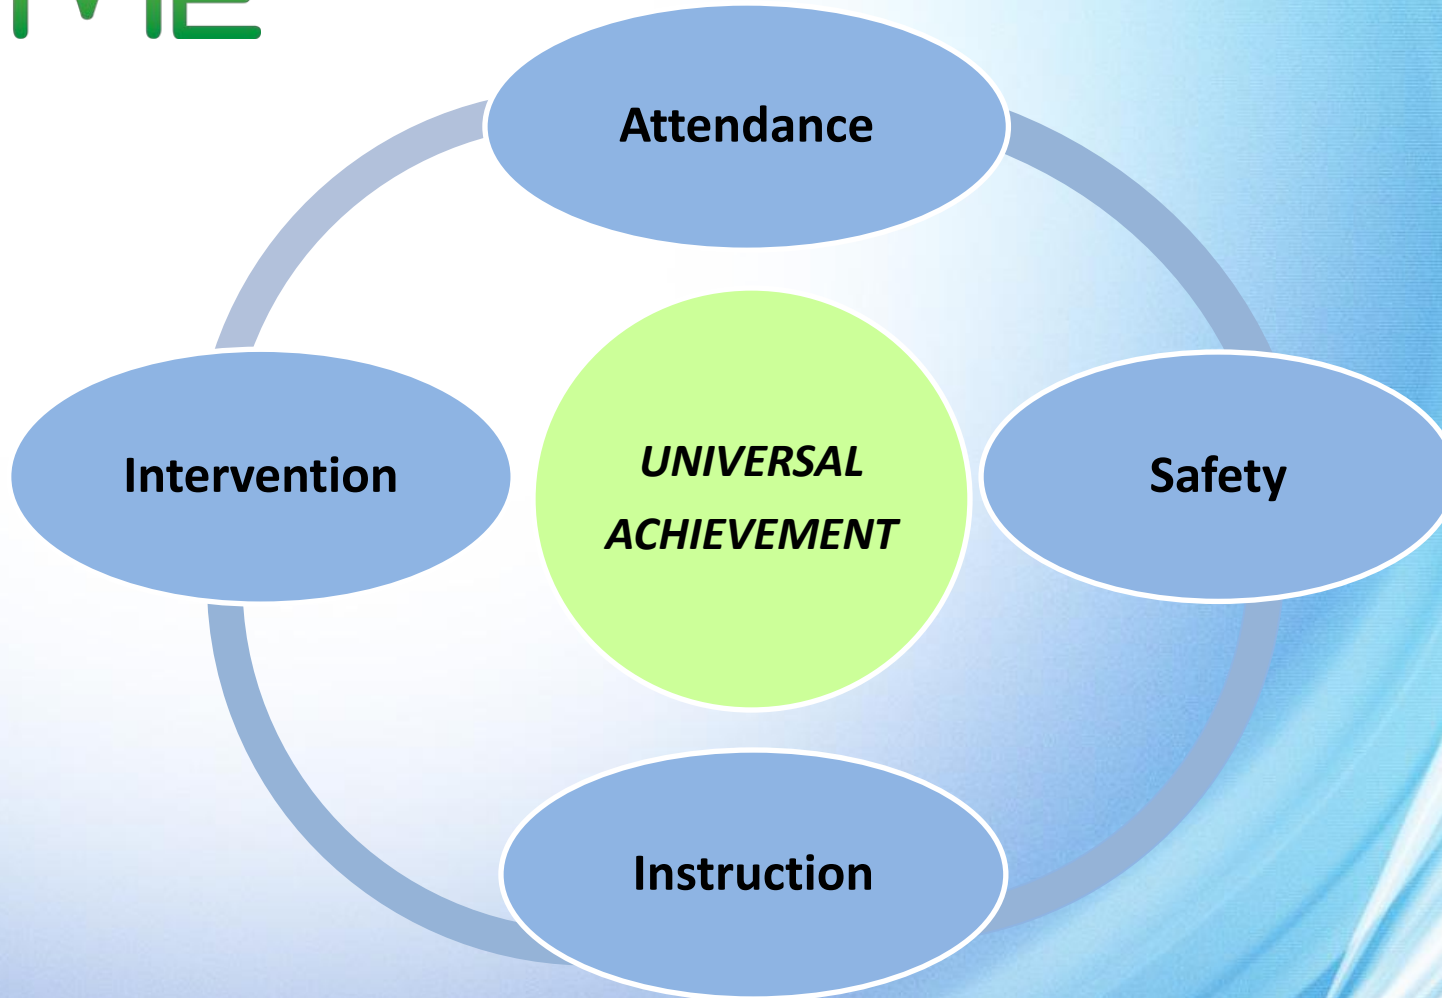 Attendance
Intervention
UNIVERSAL
ACHIEVEMENT
Safety
Instruction